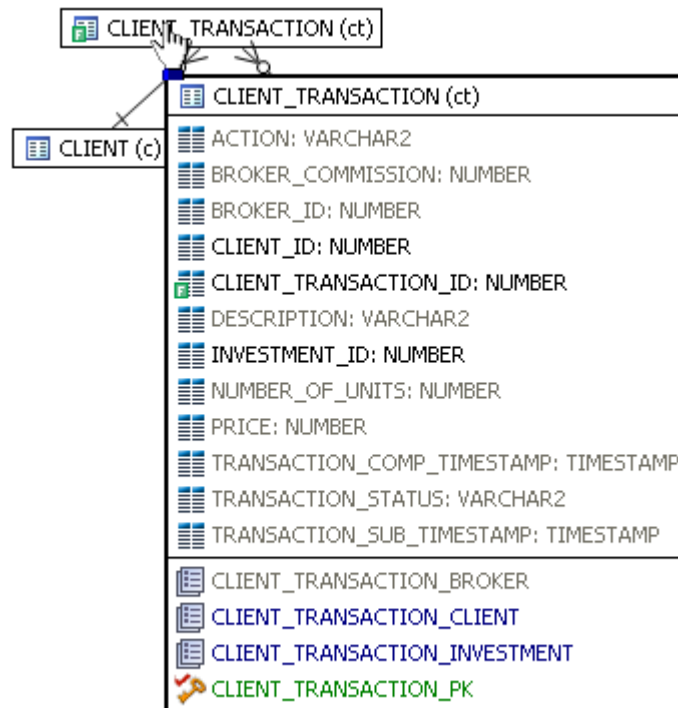 CLIENT_TRANSACTION (ct)
CLIENT (c)
CLIENT_TRANSACTION (ct)
ACTION: VARCHAR2
BROKER_COMMISSION: NUMBER
BROKER_ID: NUMBER
CLIENT_ID: NUMBER
F CLIENT_TRANSACTION_ID: NUMBER
DESCRIPTION: VARCHAR2
INVESTMENT_ID: NUMBER
NUMBER_OF_UNITS: NUMBER
PRICE: NUMBER
TRANSACTION_COMP_TIMESTAMP: TIMESTAMP
TRANSACTION_STATUS: VARCHAR2
TRANSACTION_SUB_TIMESTAMP: TIMESTAMP
CLIENT_TRANSACTION_BROKER
CLIENT_TRANSACTION_CLIENT
CLIENT_TRANSACTION_INVESTMENT
CLIENT_TRANSACTION_PK